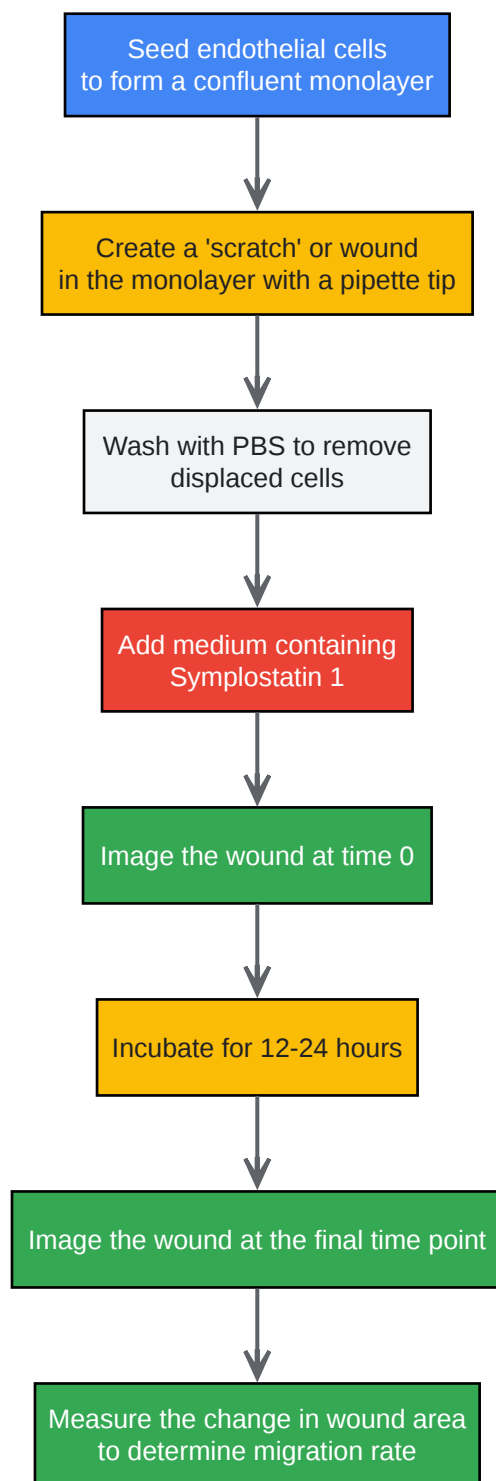 Seed endothelial cells
to form a confluent monolayer
Create a 'scratch' or wound
in the monolayer with a pipette tip
Wash with PBS to remove
displaced cells
Add medium containing
Symplostatin 1
Image the wound at time 0
Incubate for 12-24 hours
Image the wound at the final time point
Measure the change in wound area
to determine migration rate